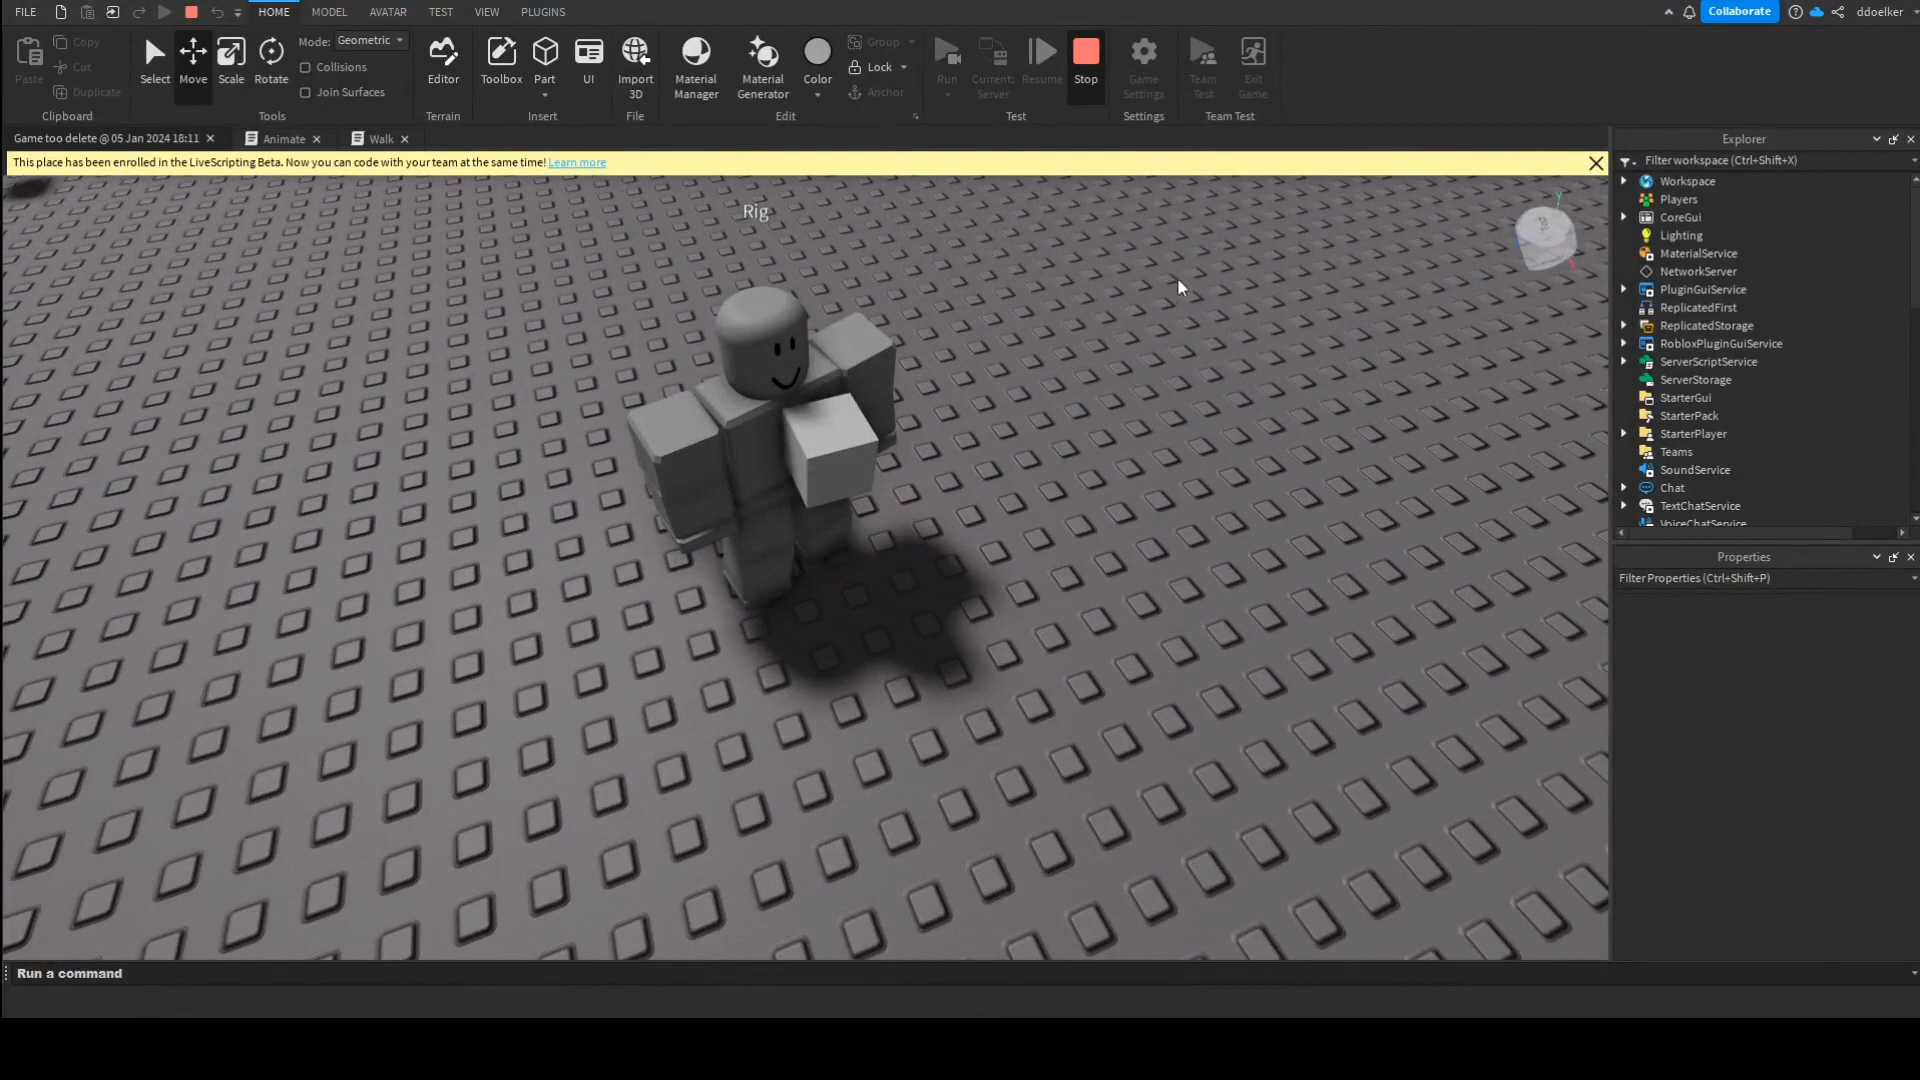 FILE HOME MODEL AVATAR TEST VIEW PLUGINS Collaborate ddoelker
Paste Copy Cut Duplicate Clipboard
Select Move Scale Rotate Mode: Geometric Collisions Join Surfaces Tools
Editor Terrain
Toolbox Part UI Insert
Import 3D File
Material Manager Material Generator Color Group Lock Anchor Edit
Run Current: Server Resume Stop Test
Game Settings Settings
Team Test Exit Game Team Test
Game too delete @ 05 Jan 2024 18:11 Animate Walk
This place has been enrolled in the LiveScripting Beta. Now you can code with your team at the same time! Learn more
Rig
Y
X
Explorer
Filter workspace (Ctrl+Shift+X)
Workspace
Players
CoreGui
Lighting
MaterialService
NetworkServer
PluginGuiService
ReplicatedFirst
ReplicatedStorage
RobloxPluginGuiService
ServerScriptService
ServerStorage
StarterGui
StarterPack
StarterPlayer
Teams
SoundService
Chat
TextChatService
VoiceChatService
Properties
Filter Properties (Ctrl+Shift+P)
Run a command